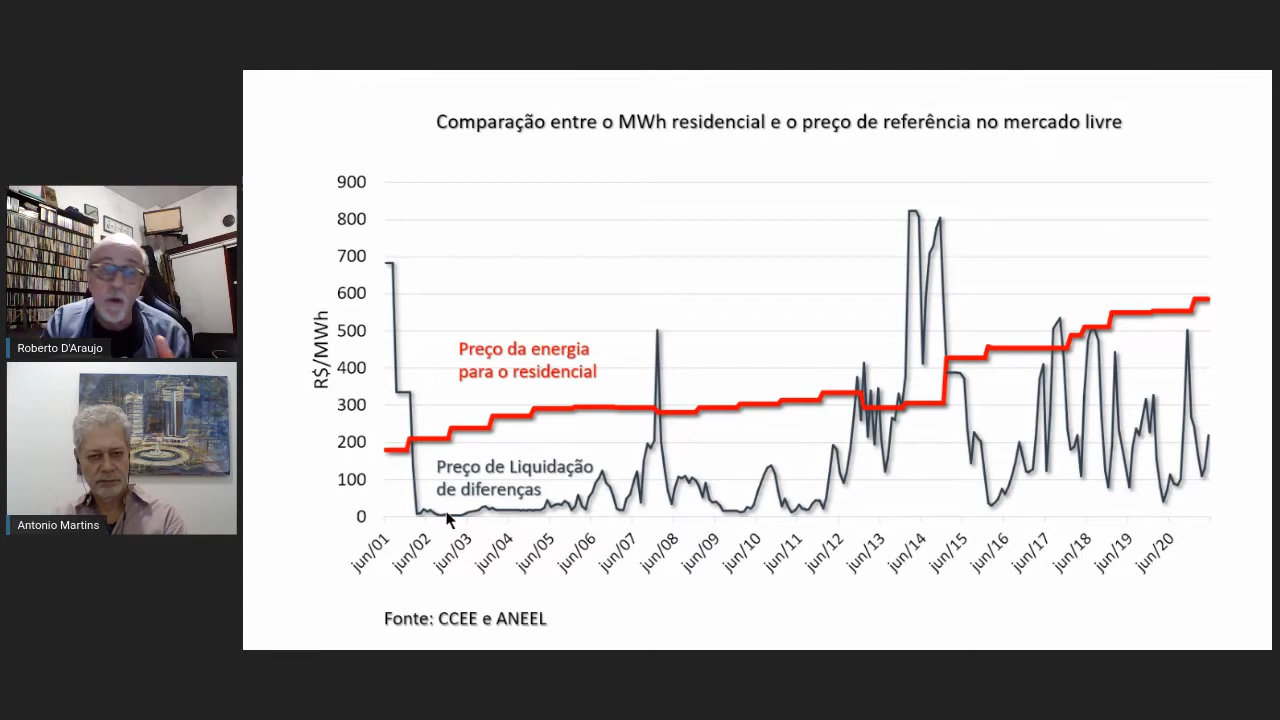 Comparação entre o MWh residencial e o preço de referência no mercado livre
900
800
700
600
500
400
300
200
100
0
R$/MWh
Preço da energia
para o residencial
Preço de Liquidação
de diferenças
jun/01
jun/02
jun/03
jun/04
jun/05
jun/06
jun/07
jun/08
jun/09
jun/10
jun/11
jun/12
jun/13
jun/14
jun/15
jun/16
jun/17
jun/18
jun/19
jun/20
Fonte: CCEE e ANEEL
Roberto D'Araujo
Antonio Martins